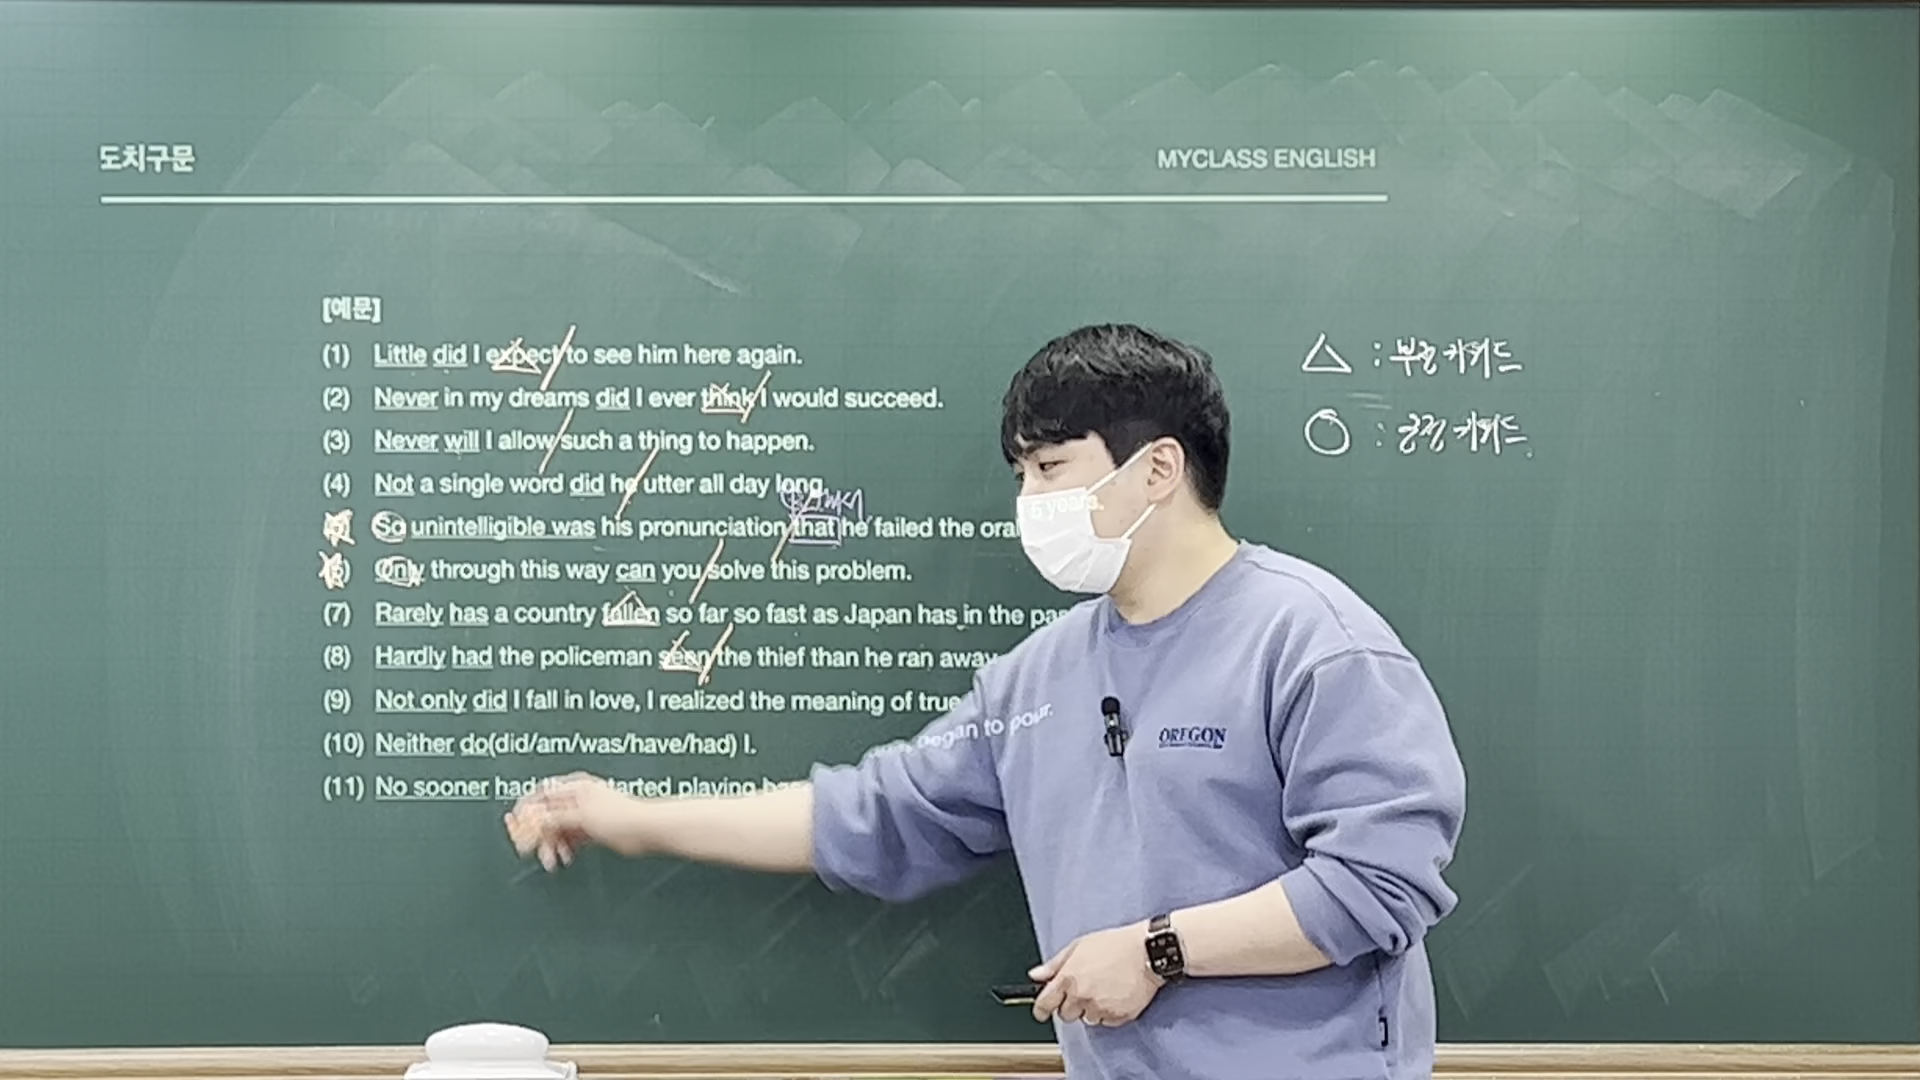 도치구문
MYCLASS ENGLISH
[예문]
(1) Little did I expect to see him here again.
(2) Never in my dreams did I ever think I would succeed.
(3) Never will I allow such a thing to happen.
(4) Not a single word did he utter all day long.
So unintelligible was his pronunciation that he failed the oral
Only through this way can you solve this problem.
(7) Rarely has a country fallen so far so fast as Japan has in the pas
5 years.
(8) Hardly had the policeman seen the thief than he ran away
(9) Not only did I fall in love, I realized the meaning of true
(10) Neither do(did/am/was/have/had) I.
(11) No sooner had started playing
began to pour.
△ : 부정 키워드
○ : 긍정 키워드
OREGON